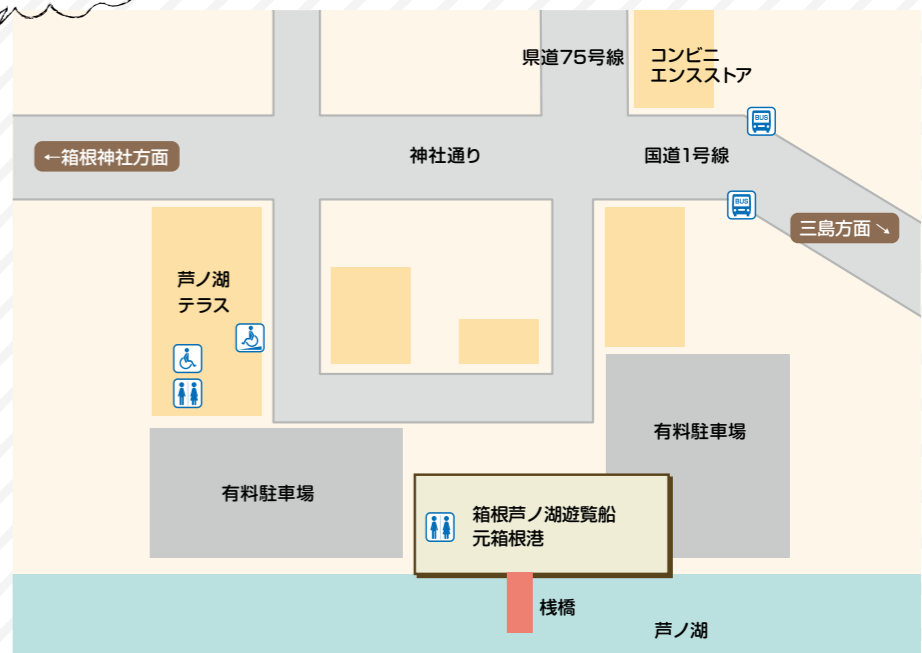 県道75号線
コンビニ
エンスストア
BUS
←箱根神社方面
神社通り
国道1号線
BUS
三島方面↘
芦ノ湖
テラス
有料駐車場
有料駐車場
箱根芦ノ湖遊覧船
元箱根港
桟橋
芦ノ湖